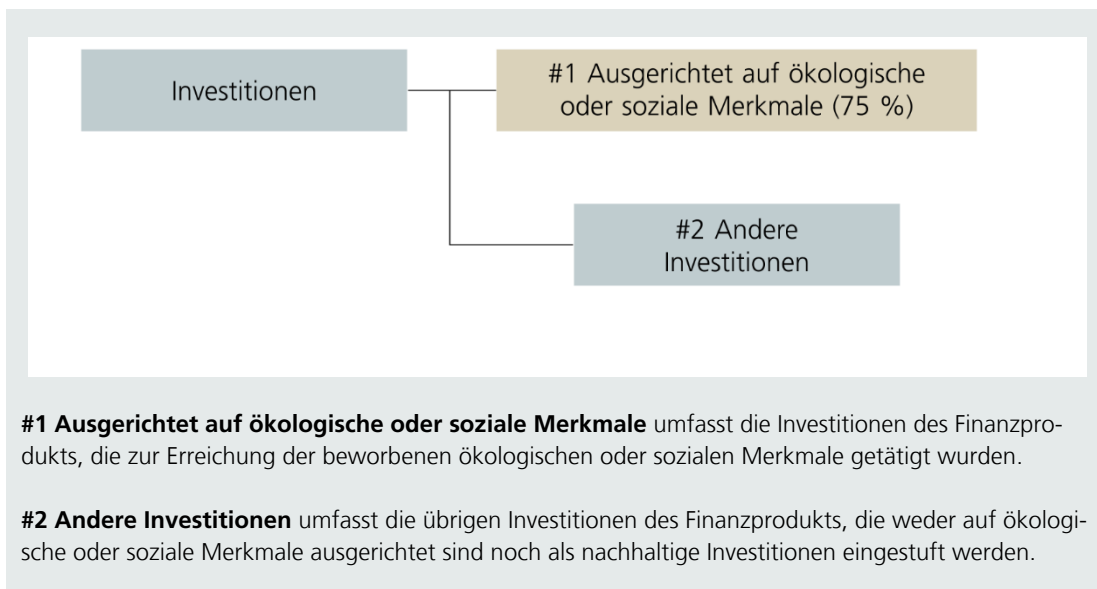 Investitionen
#1 Ausgerichtet auf ökologische
oder soziale Merkmale (75 %)
#2 Andere
Investitionen
#1 Ausgerichtet auf ökologische oder soziale Merkmale umfasst die Investitionen des Finanzpro-
dukts, die zur Erreichung der beworbenen ökologischen oder sozialen Merkmale getätigt wurden.
#2 Andere Investitionen umfasst die übrigen Investitionen des Finanzprodukts, die weder auf ökologi-
sche oder soziale Merkmale ausgerichtet sind noch als nachhaltige Investitionen eingestuft werden.